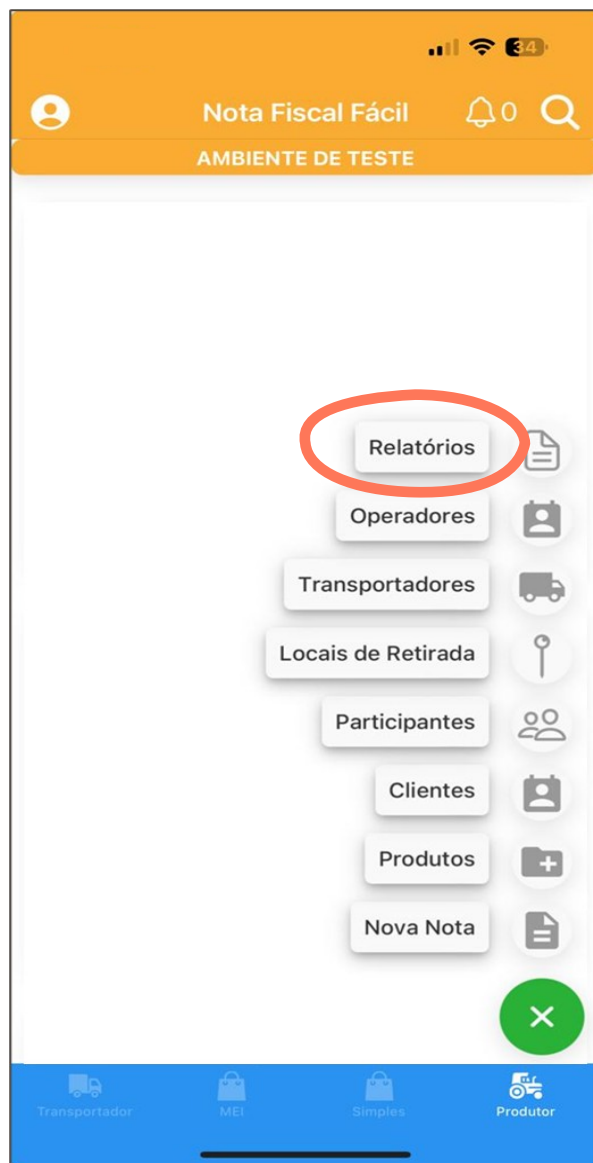 34
Nota Fiscal Fácil
0
AMBIENTE DE TESTE
Relatórios
Operadores
Transportadores
Locais de Retirada
Participantes
Clientes
Produtos
Nova Nota
Transportador MEI Simples Produtor